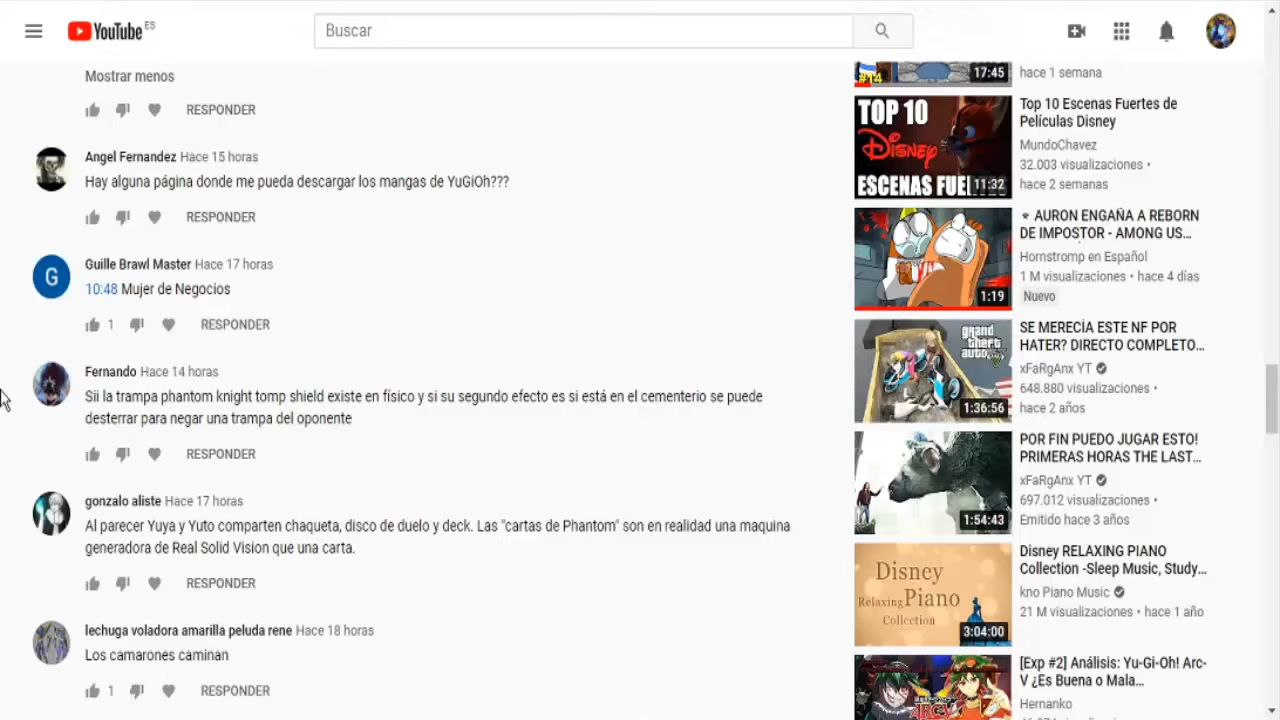 YouTube ES
Buscar
Mostrar menos
RESPONDER
Angel Fernandez Hace 15 horas
Hay alguna página donde me pueda descargar los mangas de YuGiOh???
RESPONDER
G
Guille Brawl Master Hace 17 horas
10:48 Mujer de Negocios
1 RESPONDER
Fernando Hace 14 horas
Sii la trampa phantom knight tomp shield existe en físico y si su segundo efecto es si está en el cementerio se puede
desterrar para negar una trampa del oponente
RESPONDER
gonzalo aliste Hace 17 horas
Al parecer Yuya y Yuto comparten chaqueta, disco de duelo y deck. Las "cartas de Phantom" son en realidad una maquina
generadora de Real Solid Vision que una carta.
RESPONDER
lechuga voladora amarilla peluda rene Hace 18 horas
Los camarones caminan
1 RESPONDER
#14
17:45
hace 1 semana
TOP 10
Disney
ESCENAS
11:32
Top 10 Escenas Fuertes de
Películas Disney
MundoChavez
32.003 visualizaciones •
hace 2 semanas
1:19
* AURON ENGAÑA A REBORN
DE IMPOSTOR - AMONG US...
Hornstromp en Español
1 M visualizaciones • hace 4 días
Nuevo
grand
theft
auto V
1:36:56
SE MERECÍA ESTE NF POR
HATER? DIRECTO COMPLETO...
xFaRgAnx YT
648.880 visualizaciones •
hace 2 años
1:54:43
POR FIN PUEDO JUGAR ESTO!
PRIMERAS HORAS THE LAST...
xFaRgAnx YT
697.012 visualizaciones •
Emitido hace 3 años
Disney
Relaxing Piano
Collection
3:04:00
Disney RELAXING PIANO
Collection -Sleep Music, Study...
kno Piano Music
21 M visualizaciones • hace 1 año
[Exp #2] Análisis: Yu-Gi-Oh! Arc-
V ¿Es Buena o Mala...
Hernanko